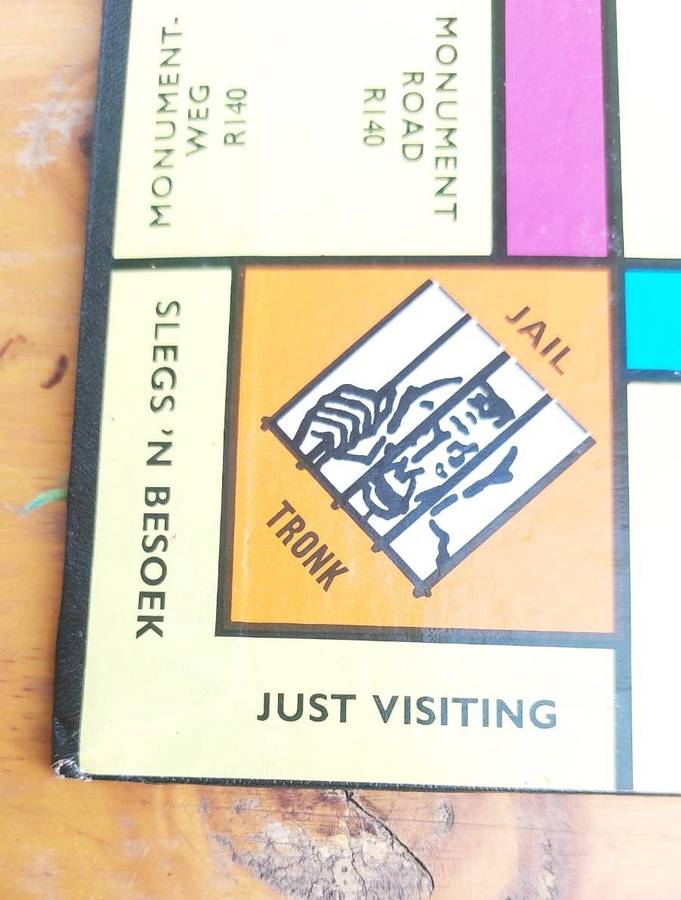 MONUMENT-
WEG
R140
MONUMENT
ROAD
R140
SLEGS 'N BESOEK
JAIL
TRONK
JUST VISITING